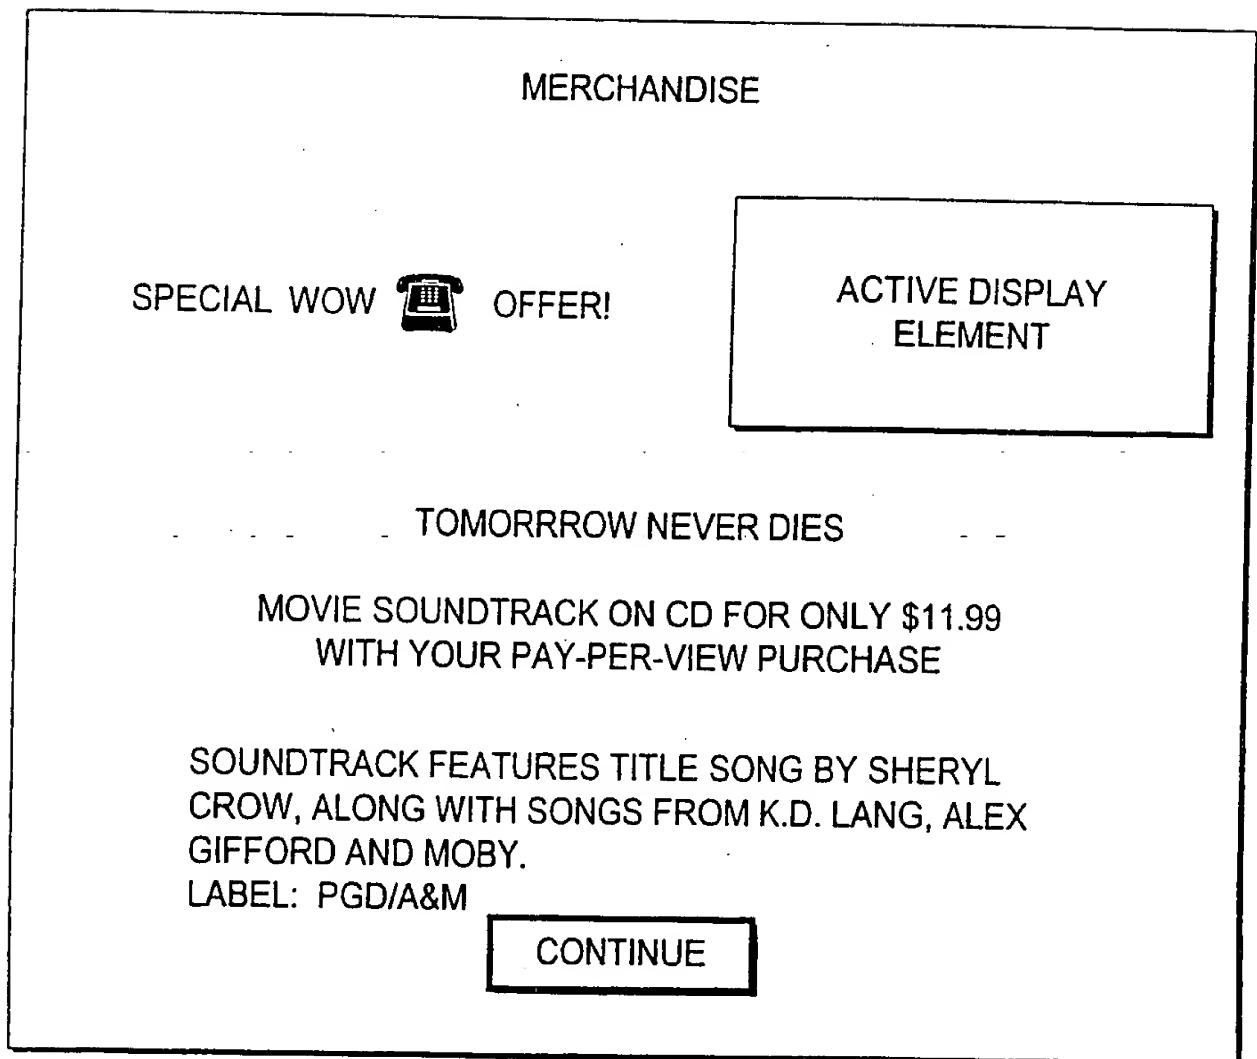 MERCHANDISE
SPECIAL WOW OFFER!
ACTIVE DISPLAY
ELEMENT
TOMORRROW NEVER DIES
MOVIE SOUNDTRACK ON CD FOR ONLY $11.99
WITH YOUR PAY-PER-VIEW PURCHASE
SOUNDTRACK FEATURES TITLE SONG BY SHERYL
CROW, ALONG WITH SONGS FROM K.D. LANG, ALEX
GIFFORD AND MOBY.
LABEL: PGD/A&M
CONTINUE